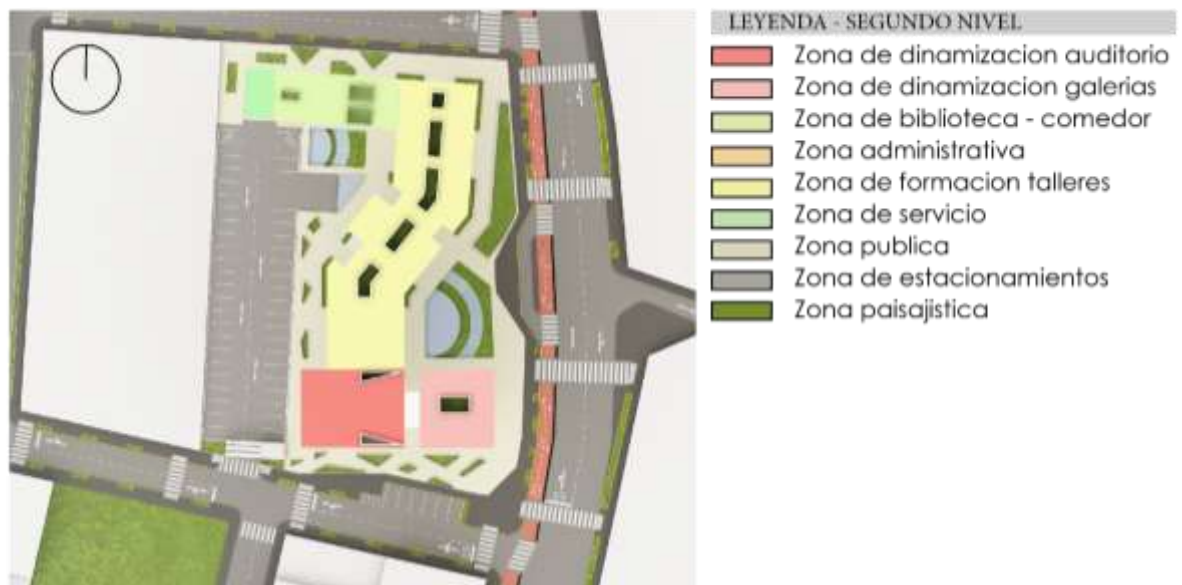 LEYENDA - SEGUNDO NIVEL
Zona de dinamizacion auditorio
Zona de dinamizacion galerias
Zona de biblioteca - comedor
Zona administrativa
Zona de formacion talleres
Zona de servicio
Zona publica
Zona de estacionamientos
Zona paisajistica